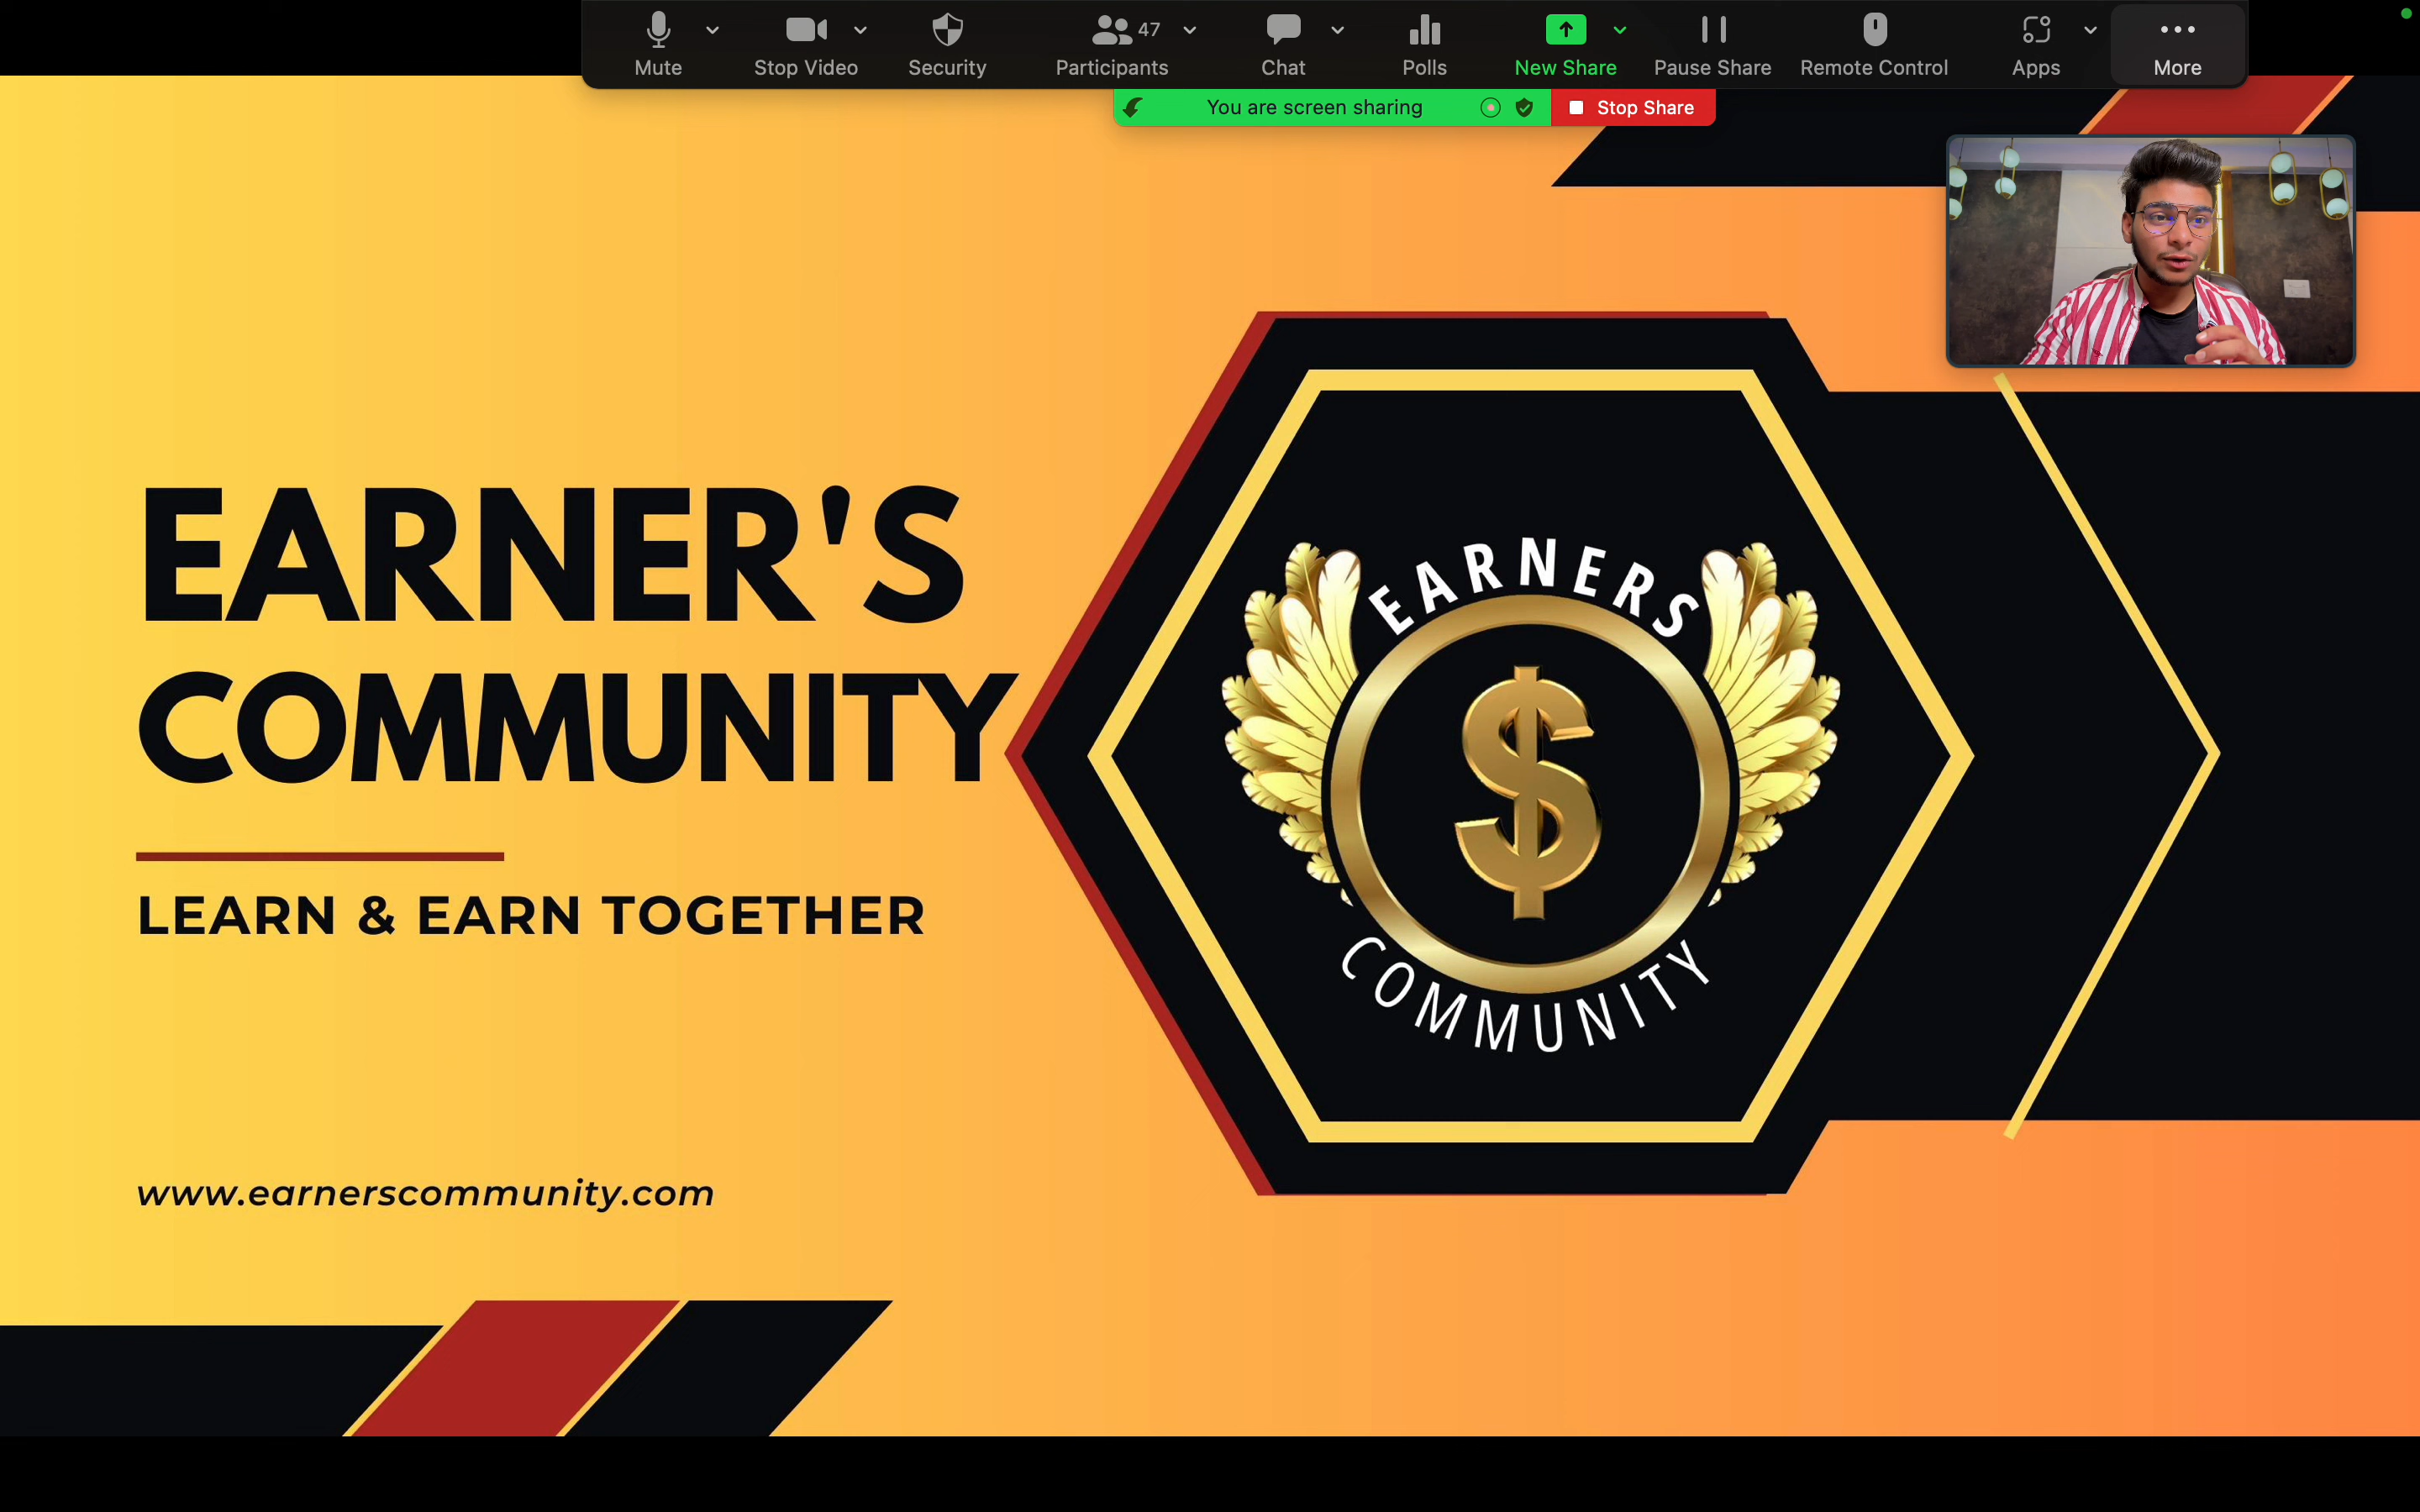 47
Mute
Stop Video
Security
Participants
Chat
Polls
New Share
Pause Share
Remote Control
Apps
More
You are screen sharing
Stop Share
EARNER'S
COMMUNITY
LEARN & EARN TOGETHER
www.earnerscommunity.com
EARNERS
$
COMMUNITY